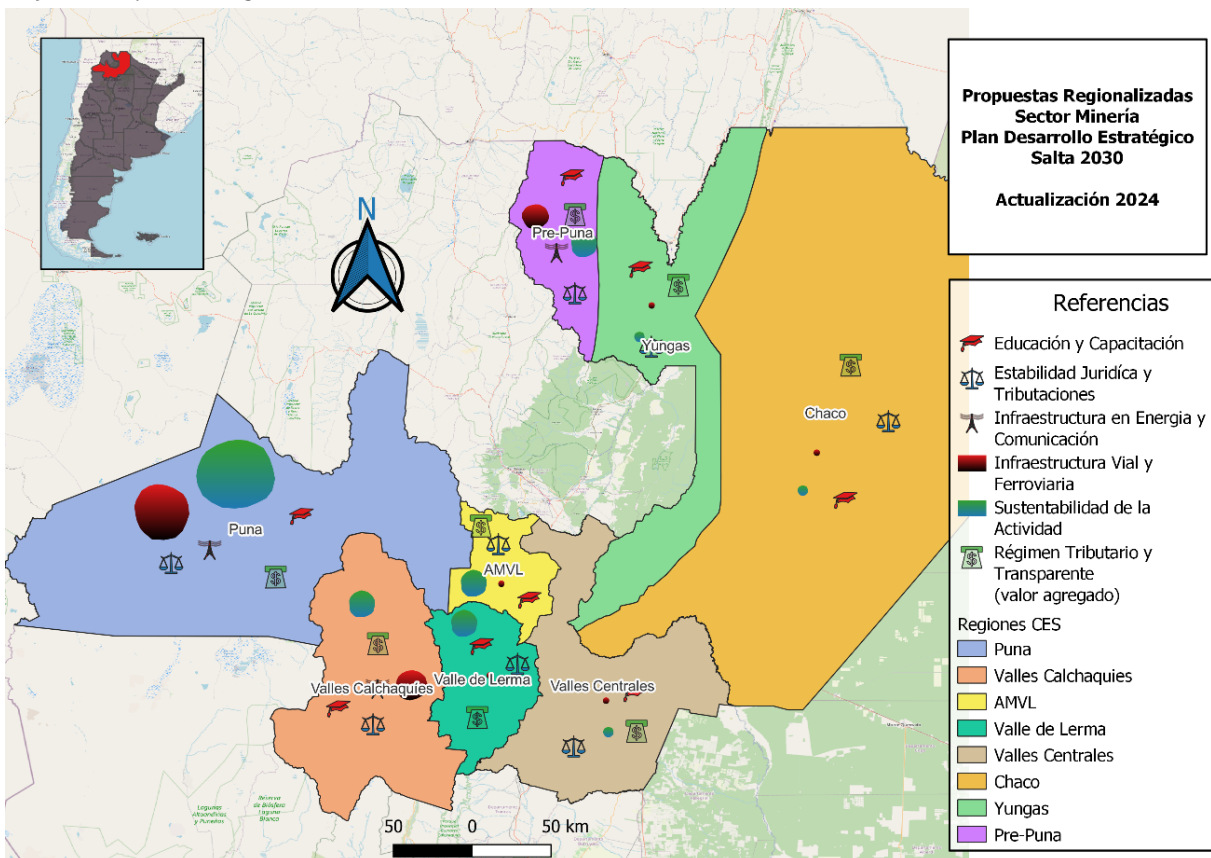 Propuestas Regionalizadas
Sector Minería
Plan Desarrollo Estratégico
Salta 2030
Actualización 2024
N
Pre-Puna
Yungas
Chaco
Puna
AMVL
Valles Calchaquíes
Valle de Lerma
Valles Centrales
Referencias
Educación y Capacitación
Estabilidad Juridíca y
Tributaciones
Infraestructura en Energia y
Comunicación
Infraestructura Vial y
Ferroviaria
Sustentabilidad de la
Actividad
Régimen Tributario y
Transparente
(valor agregado)
Regiones CES
Puna
Valles Calchaquies
AMVL
Valle de Lerma
Valles Centrales
Chaco
Yungas
Pre-Puna
50 0 50 km